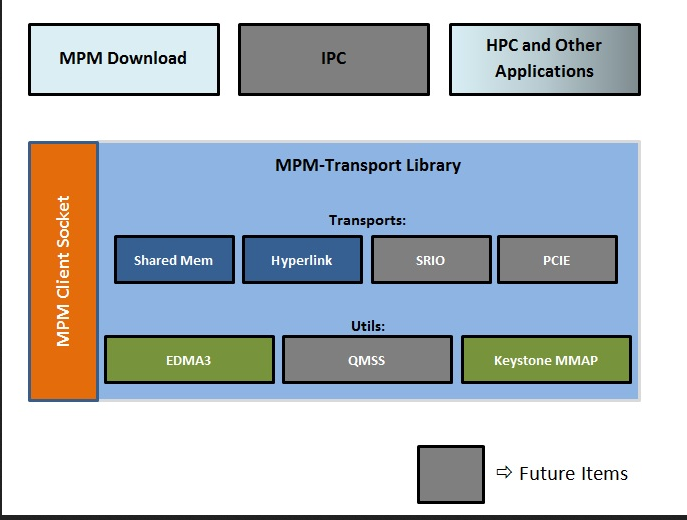 MPM Download
IPC
HPC and Other
Applications
MPM Client Socket
MPM-Transport Library
Transports:
Shared Mem
Hyperlink
SRIO
PCIE
Utils:
EDMA3
QMSS
Keystone MMAP
⇨ Future Items